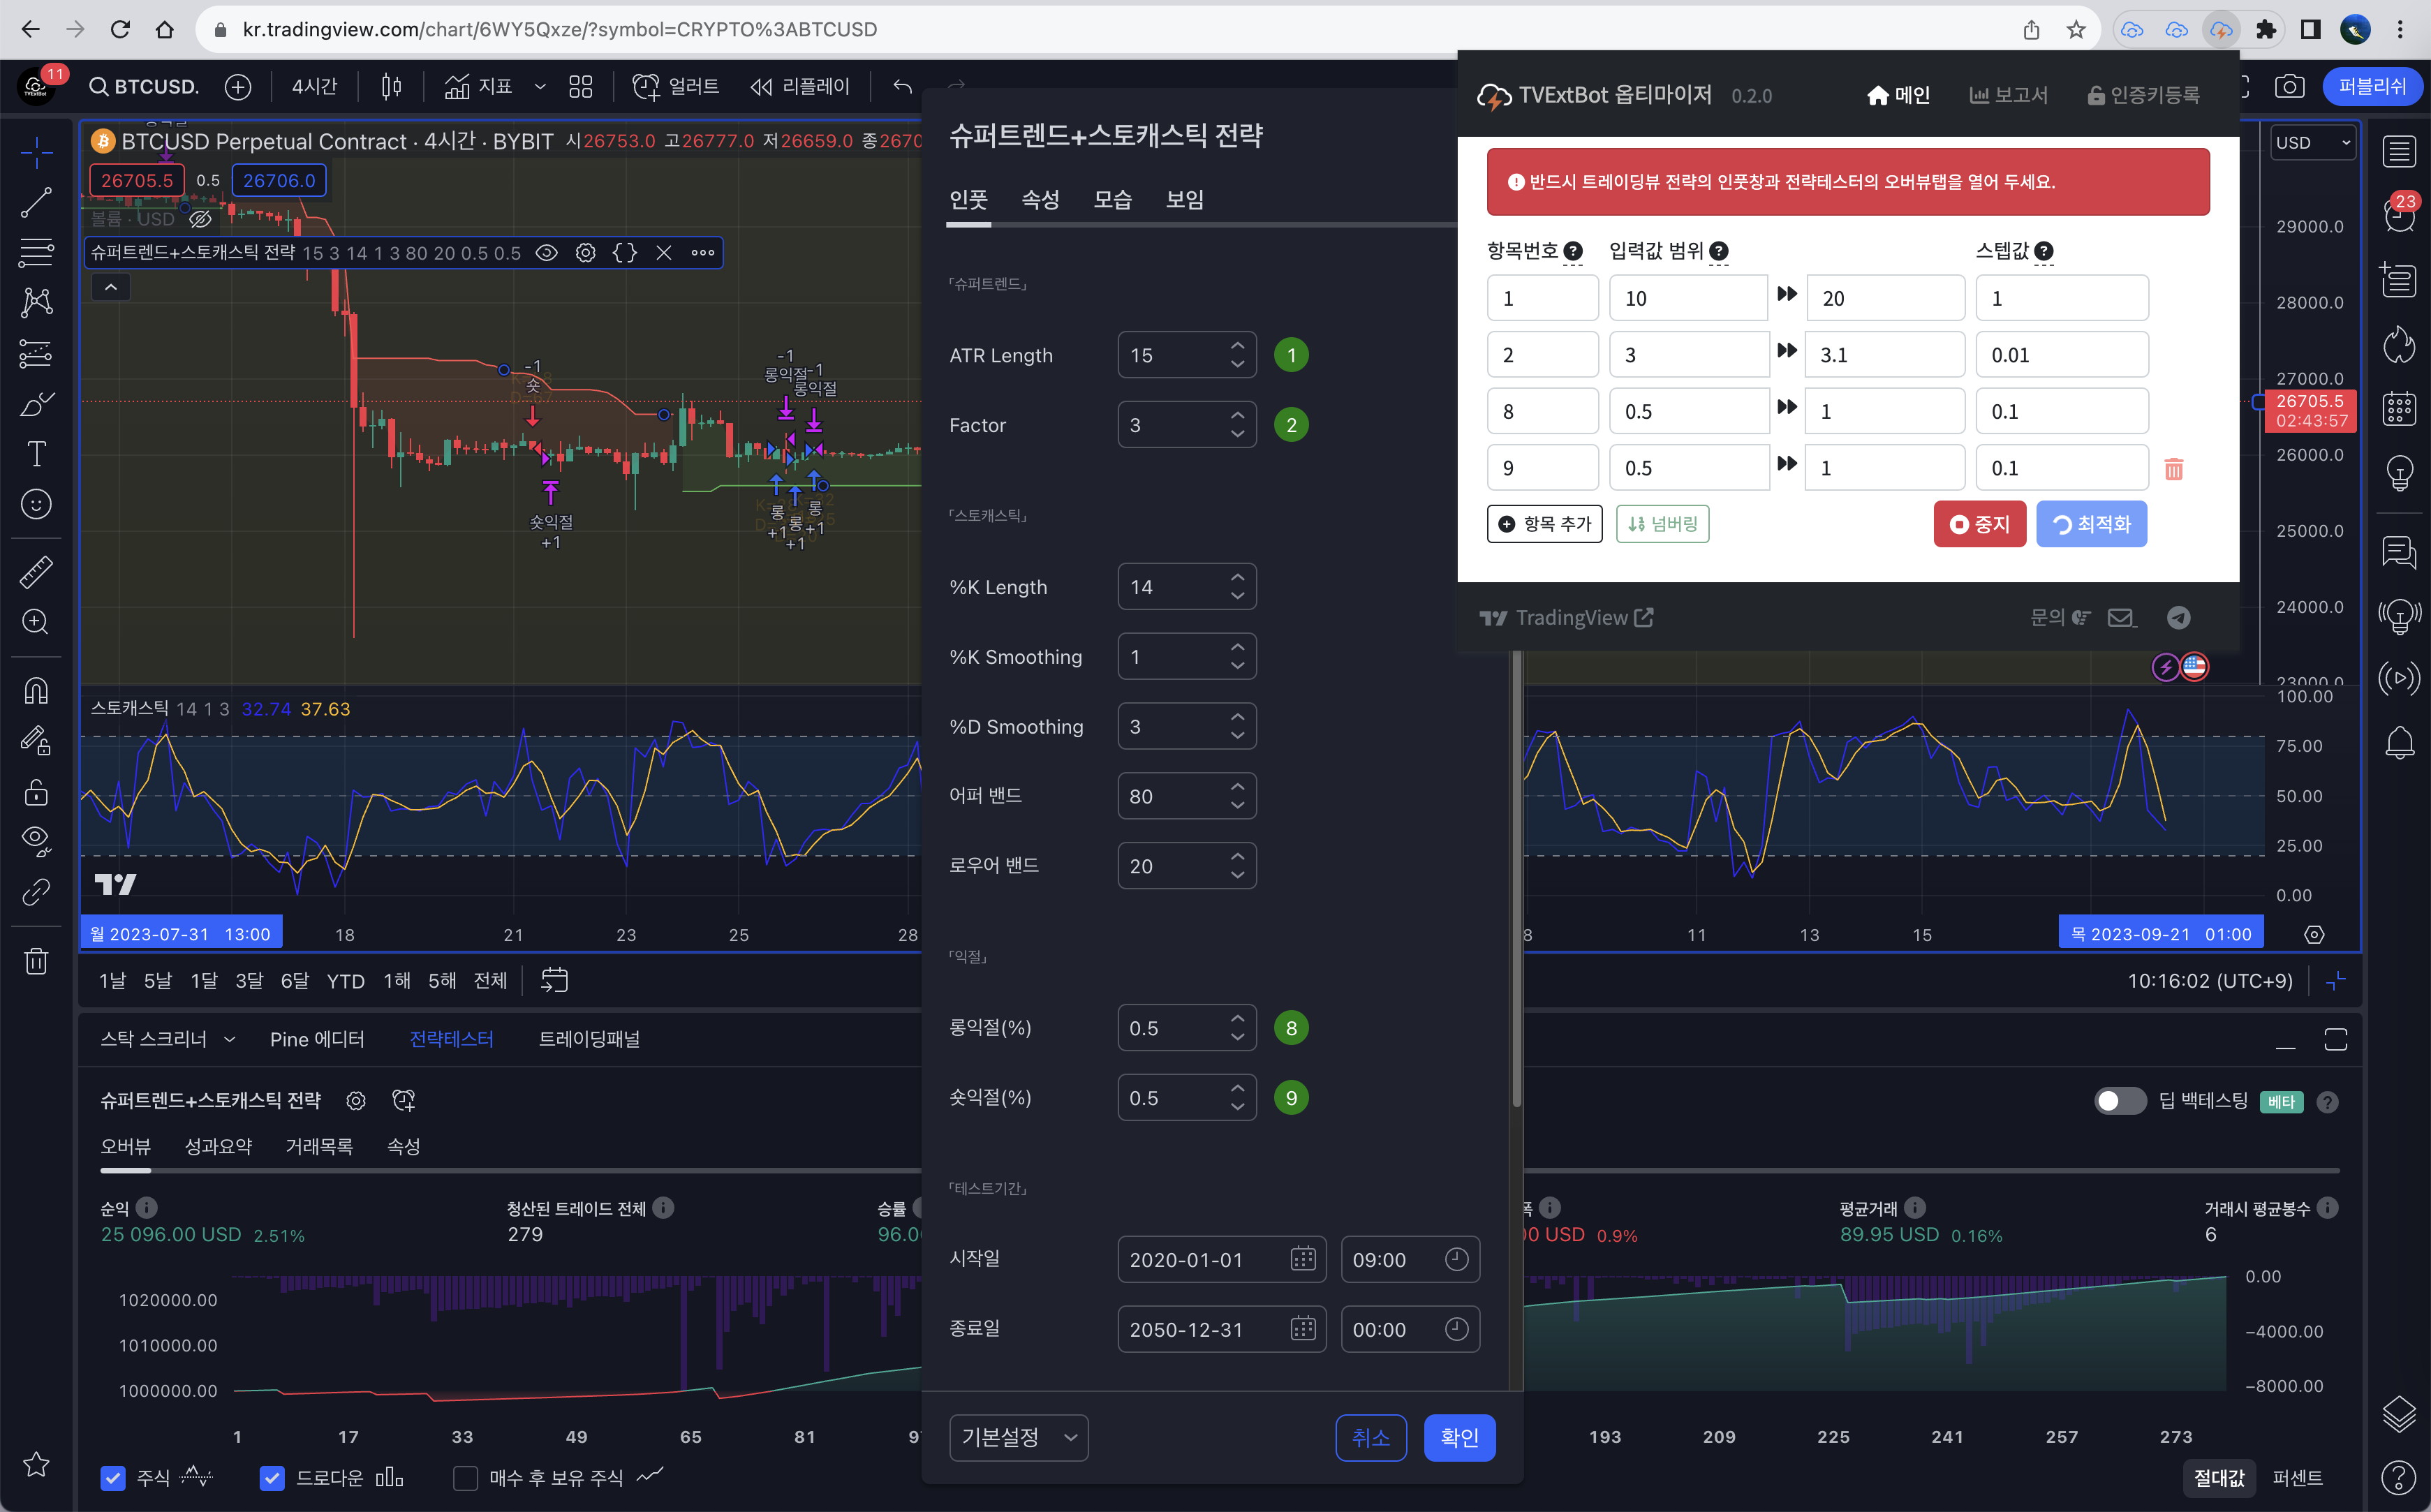 kr.tradingview.com/chart/6WY5Qxze/?symbol=CRYPTO%3ABTCUSD
11
BTCUSD.
4시간
지표
얼러트
리플레이
퍼블리쉬
BTCUSD Perpetual Contract · 4시간 · BYBIT 시26753.0 고26777.0 저26659.0 종2670
26705.5 0.5 26706.0
볼륨 · USD
슈퍼트렌드+스토캐스틱 전략 15 3 14 1 3 80 20 0.5 0.5
-1
숏
숏익절
+1
-1
롱익절
-1
롱익절
롱
+1
롱
+1
롱
+1
스토캐스틱 14 1 3 32.74 37.63
월 2023-07-31 13:00
18
21
23
25
28
8
11
13
15
목 2023-09-21 01:00
1날 5날 1달 3달 6달 YTD 1해 5해 전체
10:16:02 (UTC+9)
USD
29000.0
28000.0
27000.0
26705.5
02:43:57
26000.0
25000.0
24000.0
23000.0
100.00
75.00
50.00
25.00
0.00
23
슈퍼트렌드+스토캐스틱 전략
인풋 속성 모습 보임
「슈퍼트렌드」
ATR Length 15 1
Factor 3 2
「스토캐스틱」
%K Length 14
%K Smoothing 1
%D Smoothing 3
어퍼 밴드 80
로우어 밴드 20
「익절」
롱익절(%) 0.5 8
숏익절(%) 0.5 9
「테스트기간」
시작일 2020-01-01 09:00
종료일 2050-12-31 00:00
기본설정
취소
확인
TVExtBot 옵티마이저 0.2.0
메인
보고서
인증키등록
반드시 트레이딩뷰 전략의 인풋창과 전략테스터의 오버뷰탭을 열어 두세요.
항목번호 입력값 범위 스텝값
1 10 20 1
2 3 3.1 0.01
8 0.5 1 0.1
9 0.5 1 0.1
항목 추가
넘버링
중지
최적화
TradingView
문의
스탁 스크리너
Pine 에디터
전략테스터
트레이딩패널
슈퍼트렌드+스토캐스틱 전략
딥 백테스팅 베타
오버뷰 성과요약 거래목록 속성
순익
25 096.00 USD 2.51%
청산된 트레이드 전체
279
승률
96.0
폭
00 USD 0.9%
평균거래
89.95 USD 0.16%
거래시 평균봉수
6
1020000.00
1010000.00
1000000.00
0.00
−4000.00
−8000.00
1 17 33 49 65 81 9 193 209 225 241 257 273
주식
드로다운
매수 후 보유 주식
절대값
퍼센트